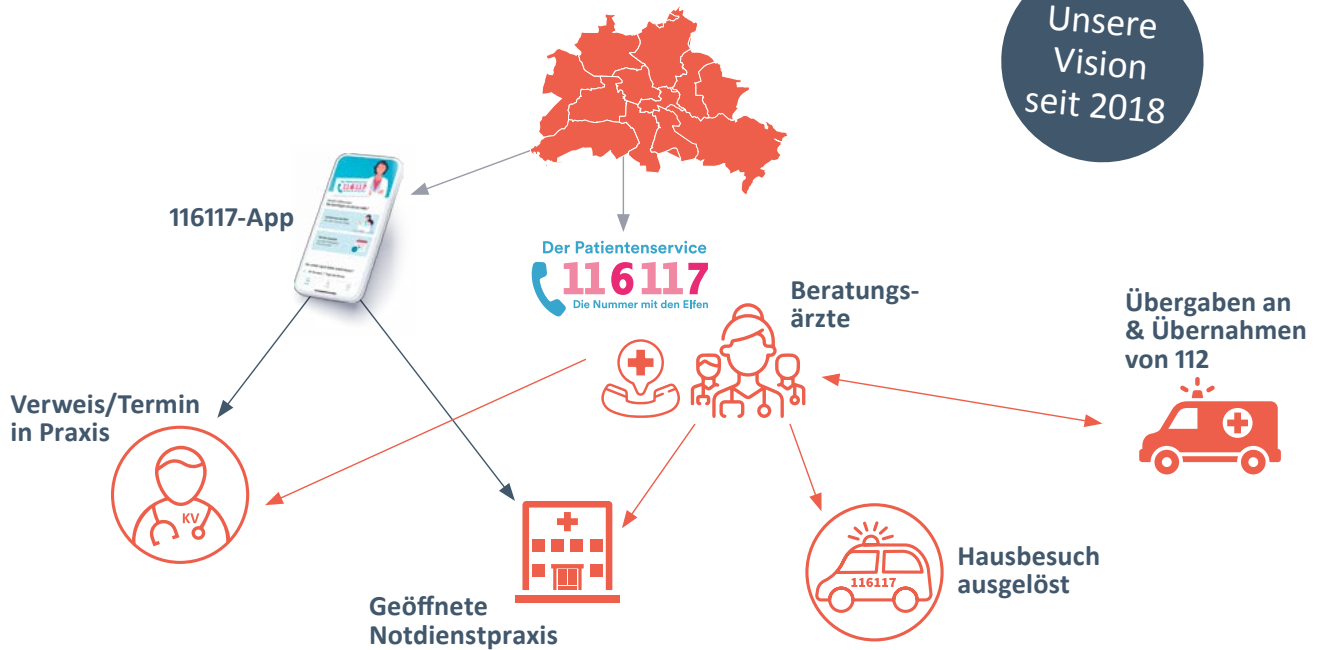 Unsere
Vision
seit 2018
116117-App
116117
Der Patientenservice
116117
Die Nummer mit den Elfen
Beratungs-
ärzte
Übergaben an
& Übernahmen
von 112
Verweis/Termin
in Praxis
KV
116117
Hausbesuch
ausgelöst
Geöffnete
Notdienstpraxis